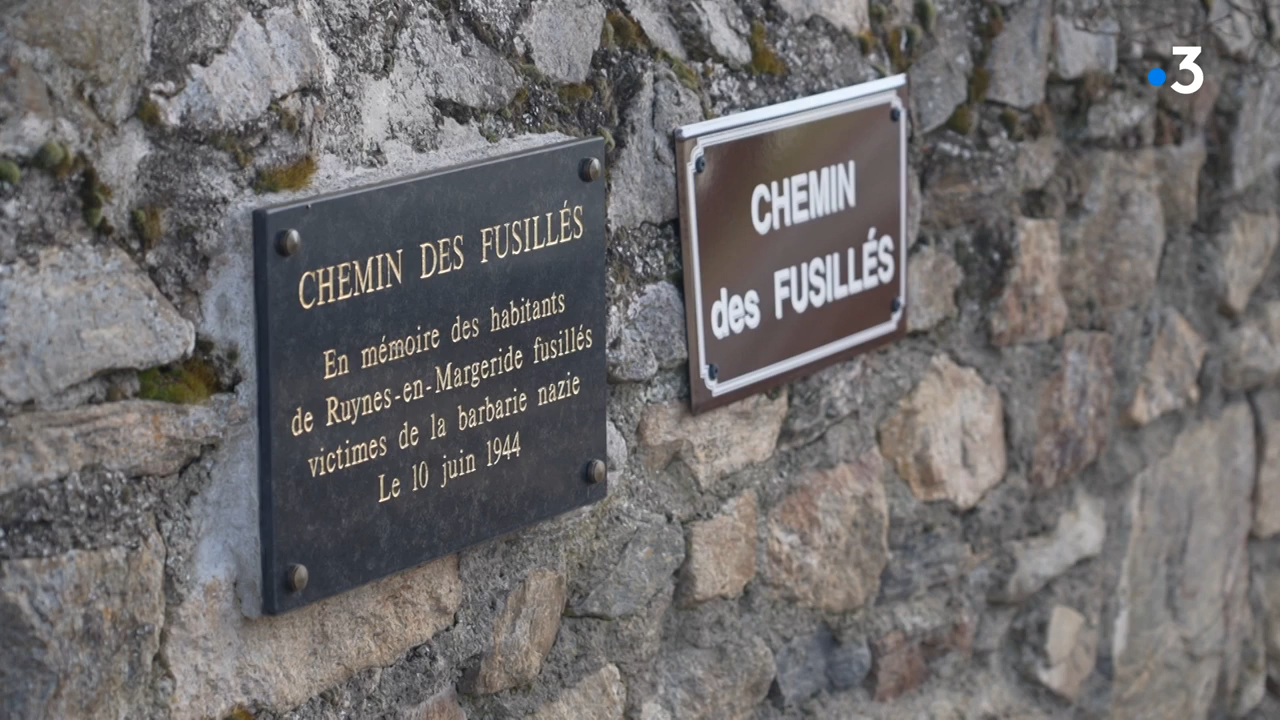 CHEMIN DES FUSILLÉS
En mémoire des habitants
de Ruynes-en-Margeride fusillés
victimes de la barbarie nazie
Le 10 juin 1944
CHEMIN
des FUSILLÉS
3